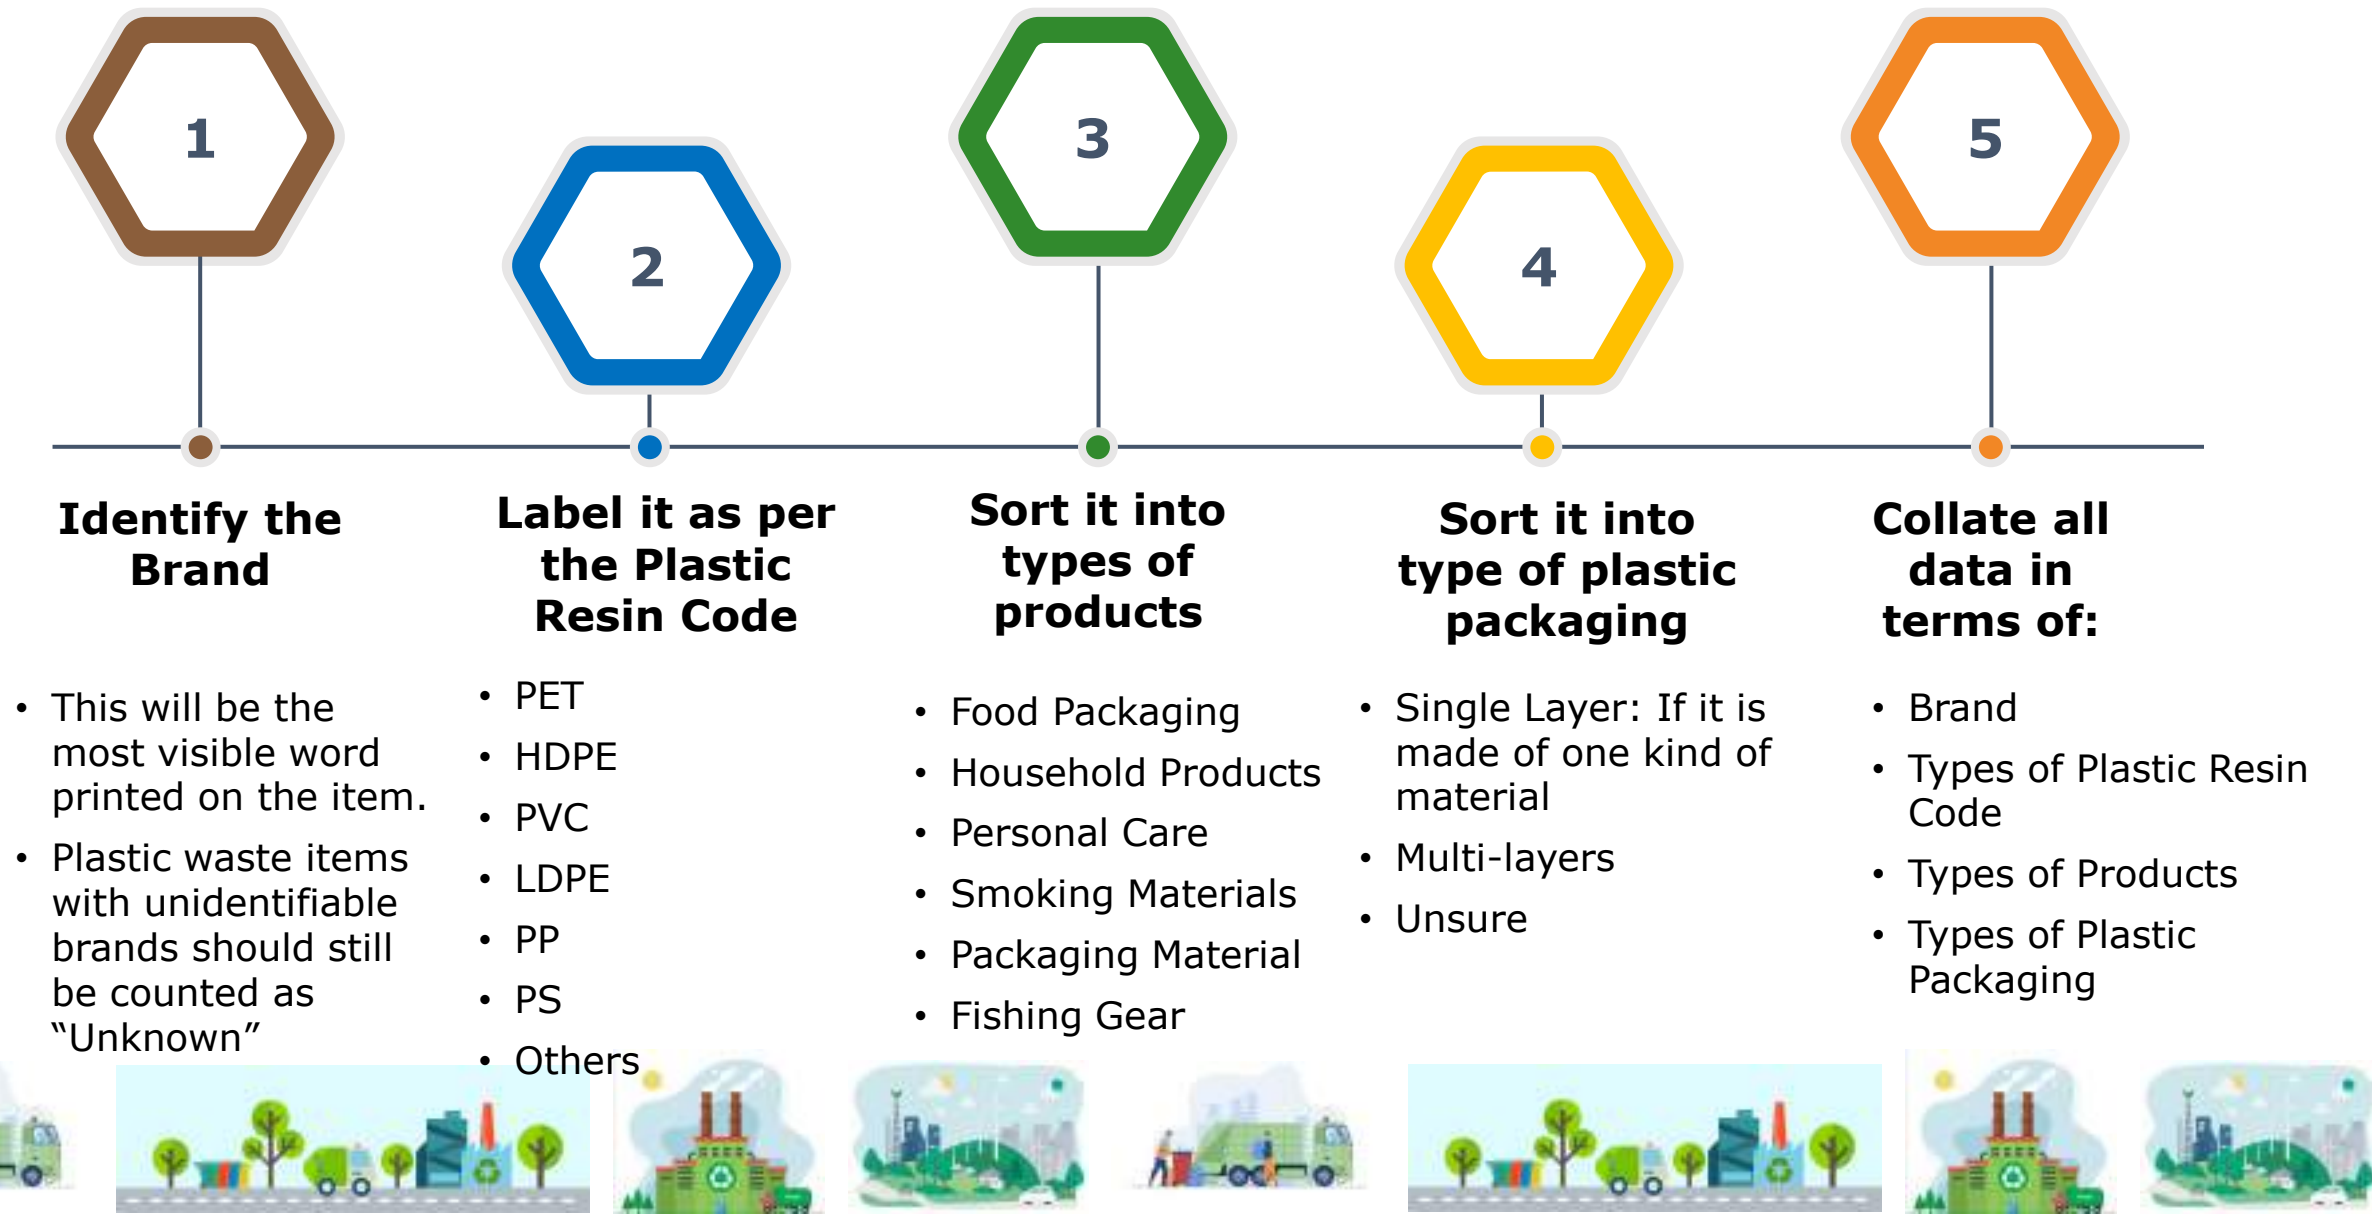 1
2
3
4
5
Identify the
Brand
• This will be the
most visible word
printed on the item.
• Plastic waste items
with unidentifiable
brands should still
be counted as
“Unknown”
Label it as per
the Plastic
Resin Code
• PET
• HDPE
• PVC
• LDPE
• PP
• PS
• Others
Sort it into
types of
products
• Food Packaging
• Household Products
• Personal Care
• Smoking Materials
• Packaging Material
• Fishing Gear
Sort it into
type of plastic
packaging
• Single Layer: If it is
made of one kind of
material
• Multi-layers
• Unsure
Collate all
data in
terms of:
• Brand
• Types of Plastic Resin
Code
• Types of Products
• Types of Plastic
Packaging